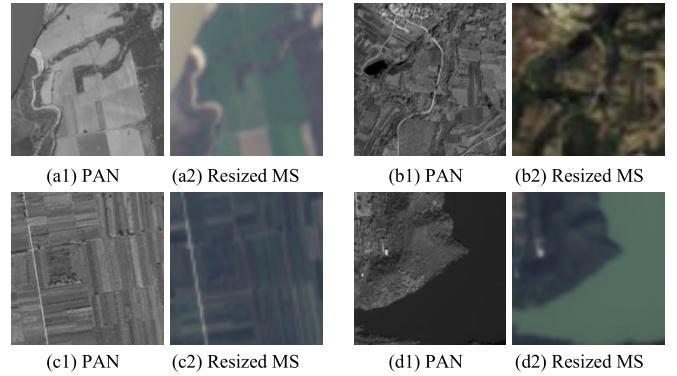 (a1) PAN (a2) Resized MS (b1) PAN (b2) Resized MS
(c1) PAN (c2) Resized MS (d1) PAN (d2) Resized MS